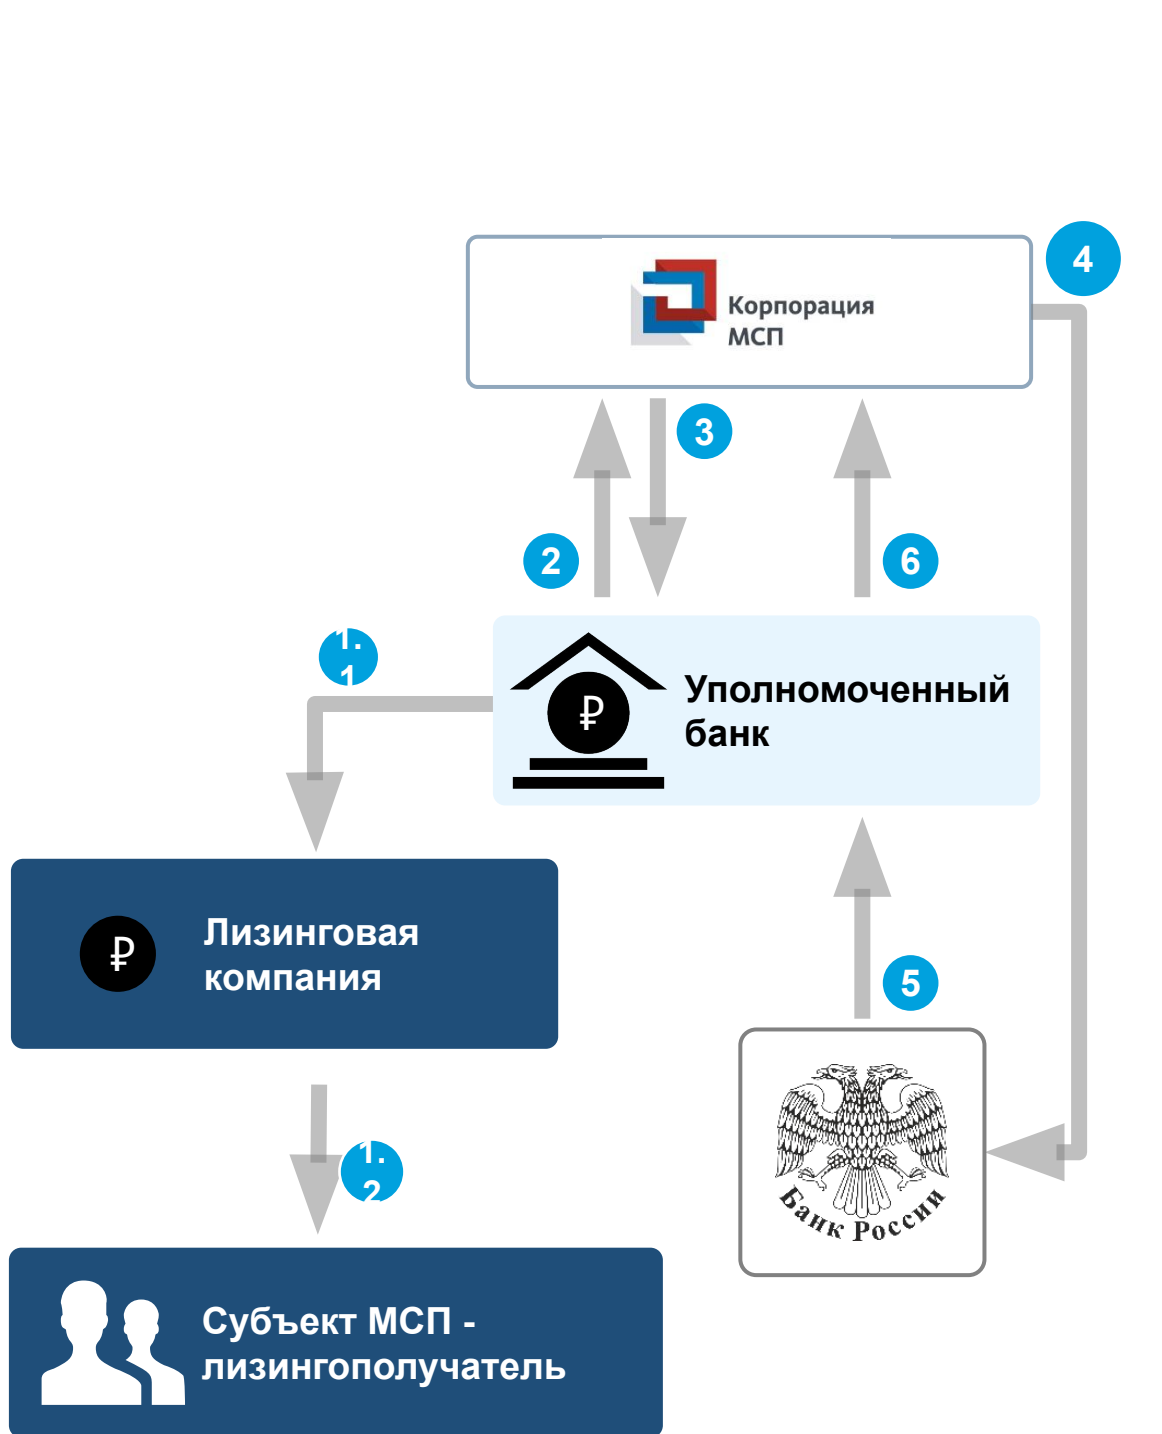 4
Корпорация
МСП
3
2
6
1.
1
₽
Уполномоченный
банк
₽
Лизинговая
компания
5
1.
2
Банк России
Субъект МСП -
лизингополучатель